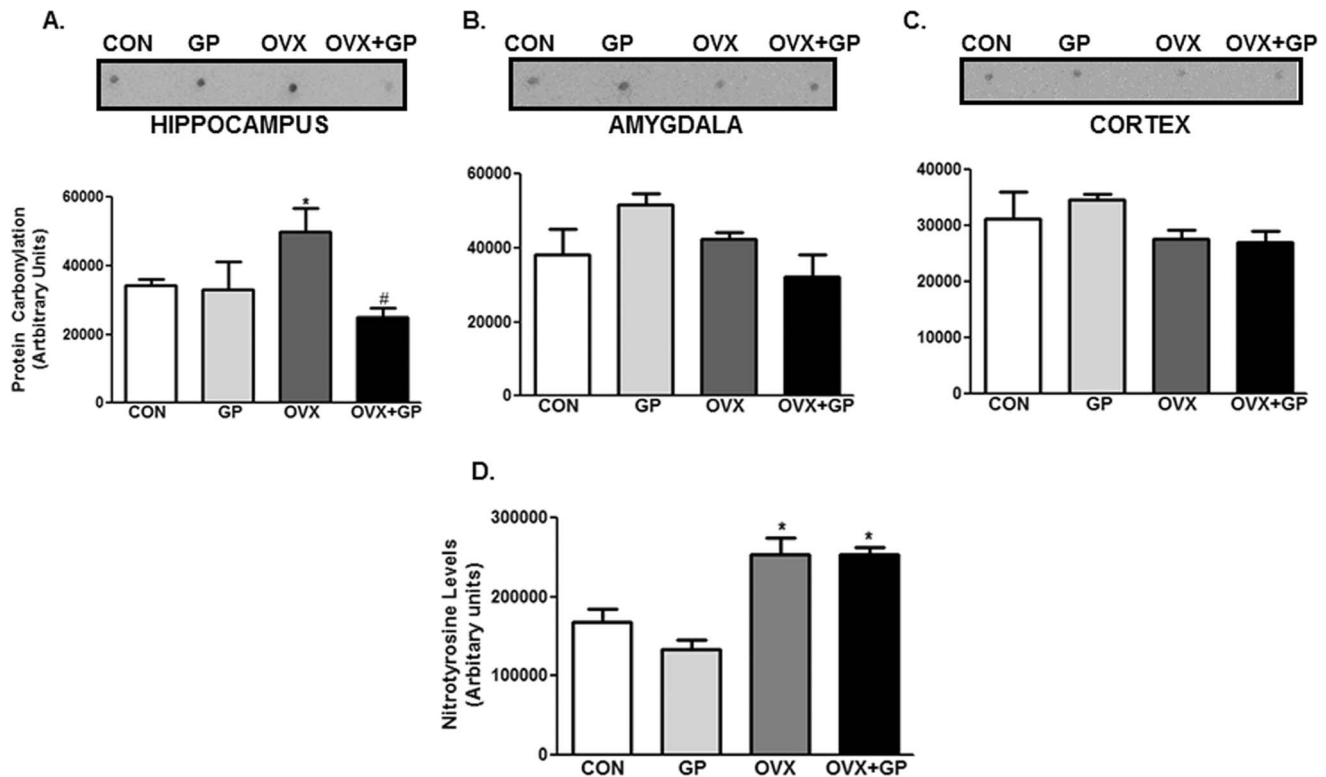 A.
CON GP OVX OVX+GP
HIPPOCAMPUS
Protein Carbonylation
(Artbitrary Units)
60000
40000
20000
0
*
#
CON GP OVX OVX+GP
B.
CON GP OVX OVX+GP
AMYGDALA
60000
40000
20000
0
CON GP OVX OVX+GP
C.
CON GP OVX OVX+GP
CORTEX
40000
30000
20000
10000
0
CON GP OVX OVX+GP
D.
Nitrotyrosine Levels
(Arbitary units)
300000
200000
100000
0
* *
CON GP OVX OVX+GP